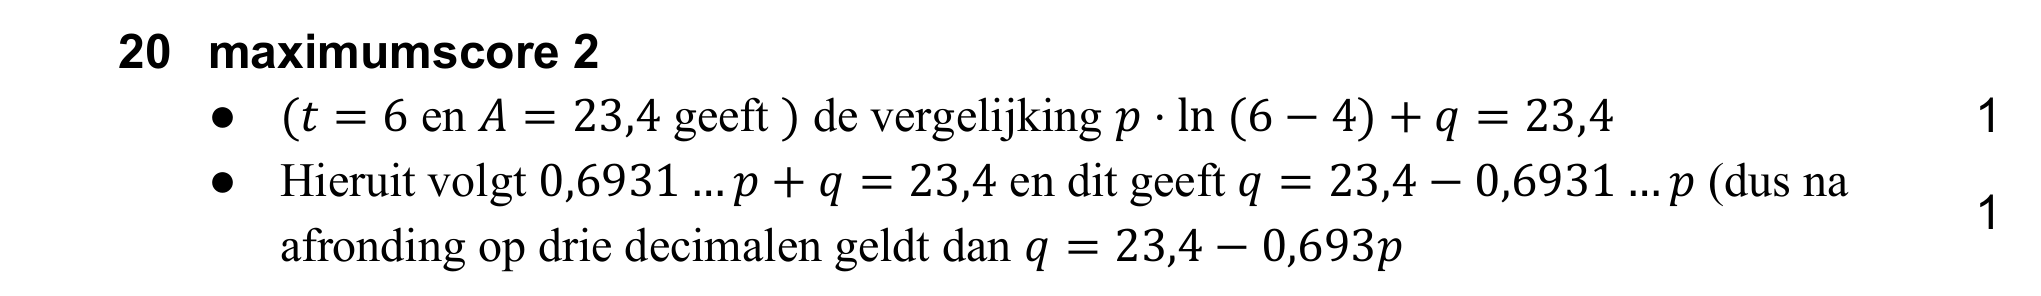 20 maximumscore 2
● (t = 6 en A = 23,4 geeft ) de vergelijking p · ln (6 − 4) + q = 23,4 1
● Hieruit volgt 0,6931 ... p + q = 23,4 en dit geeft q = 23,4 − 0,6931 ... p (dus na 1
afronding op drie decimalen geldt dan q = 23,4 − 0,693p